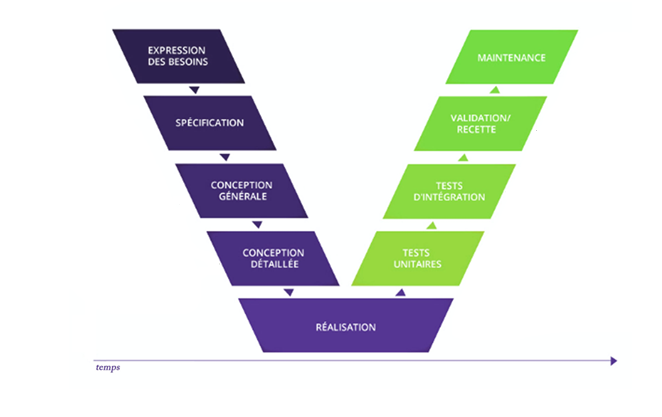 EXPRESSION
DES BESOINS
SPÉCIFICATION
CONCEPTION
GÉNÉRALE
CONCEPTION
DÉTAILLÉE
RÉALISATION
TESTS
UNITAIRES
TESTS
D'INTÉGRATION
VALIDATION/
RECETTE
MAINTENANCE
temps